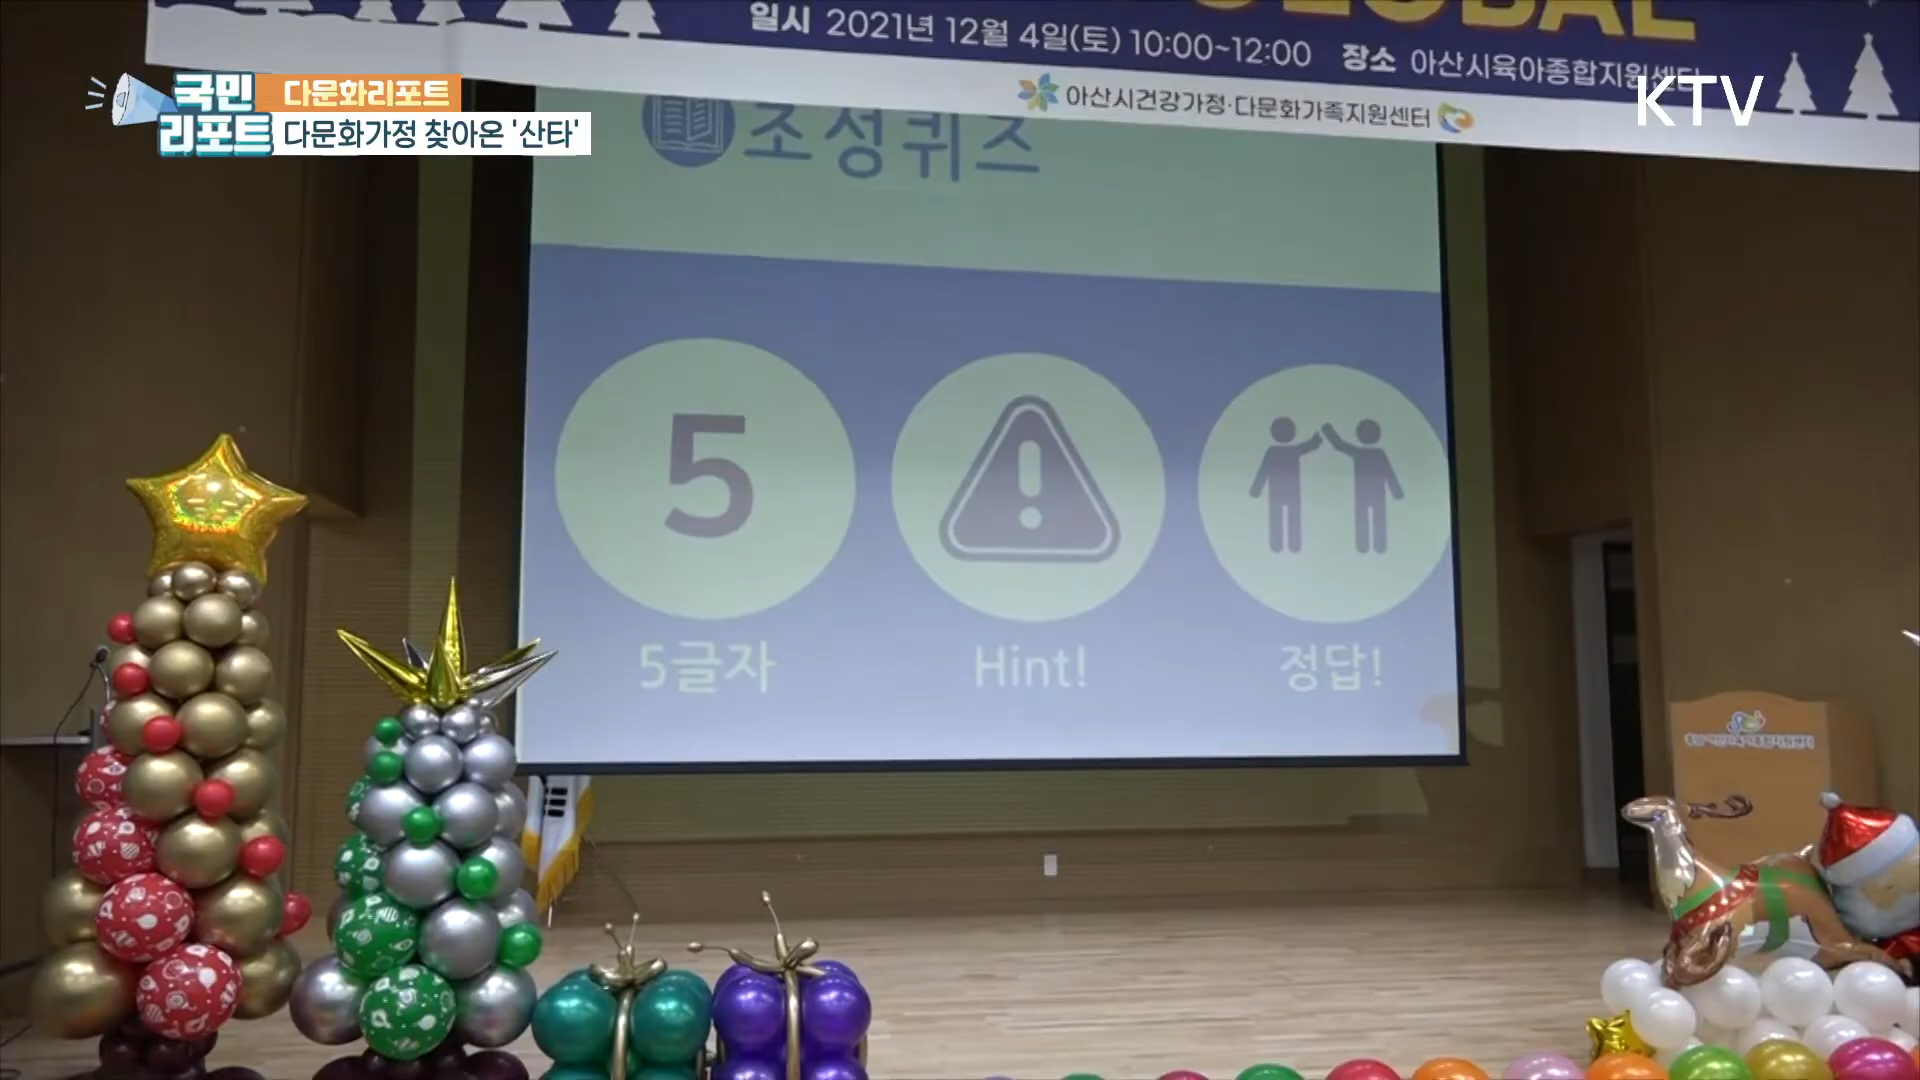 GLOBAL
일시 2021년 12월 4일(토) 10:00~12:00 장소 아산시육아종합지원센터
아산시건강가정·다문화가족지원센터
KTV
국민
리포트
다문화리포트
다문화가정 찾아온 '산타'
초성퀴즈
5
5글자
Hint!
정답!